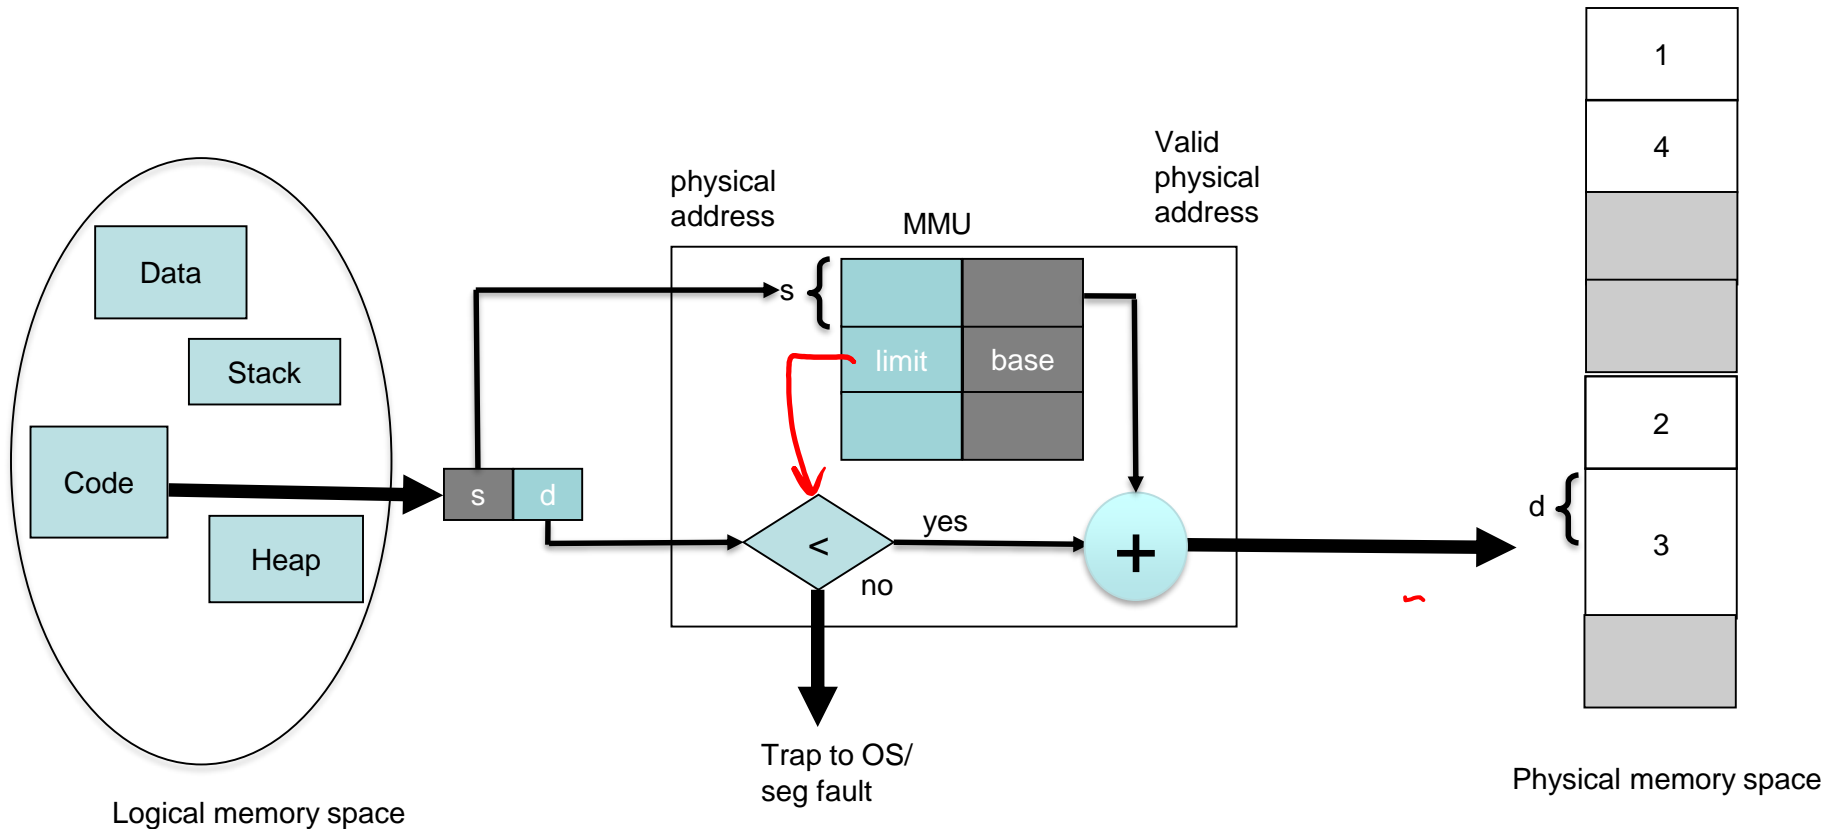 1
4
Valid
physical
address
physical
address
MMU
Data
s
Stack
limit base
2
Code
s d
d
yes
<
+
3
Heap
no
Trap to OS/
seg fault
Physical memory space
Logical memory space